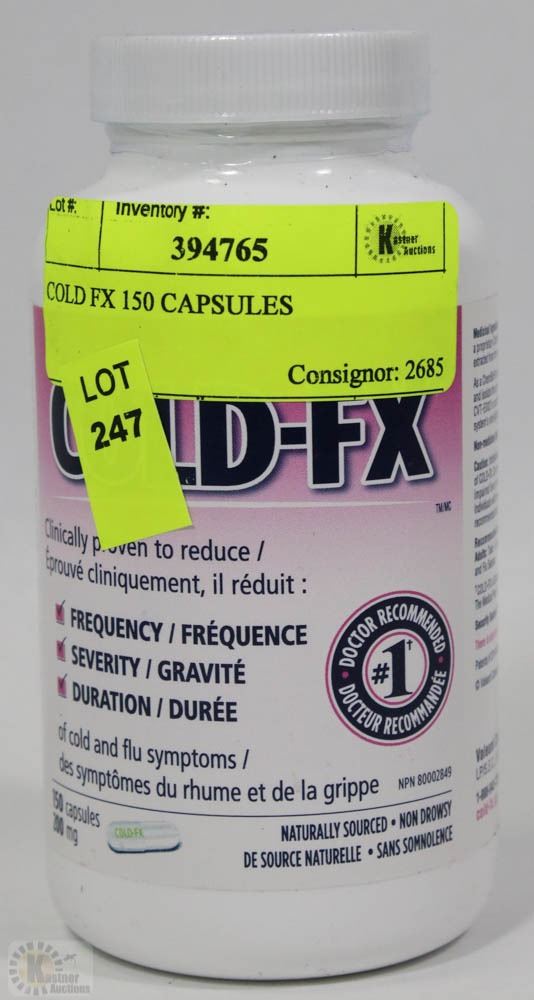 Lot #: Inventory #:
394765
Kastner
Auctions
COLD FX 150 CAPSULES
Consignor: 2685
LOT
247
COLD-FX
TM/MC
Clinically proven to reduce /
Éprouvé cliniquement, il réduit :
FREQUENCY / FRÉQUENCE
SEVERITY / GRAVITÉ
DURATION / DURÉE
DOCTOR RECOMMENDED
#1†
DOCTEUR RECOMMANDÉE
of cold and flu symptoms /
des symptômes du rhume et de la grippe
NPN 80002849
150 capsules
200 mg
COLD-FX
NATURALLY SOURCED • NON DROWSY
DE SOURCE NATURELLE • SANS SOMNOLENCE
Kastner
Auctions